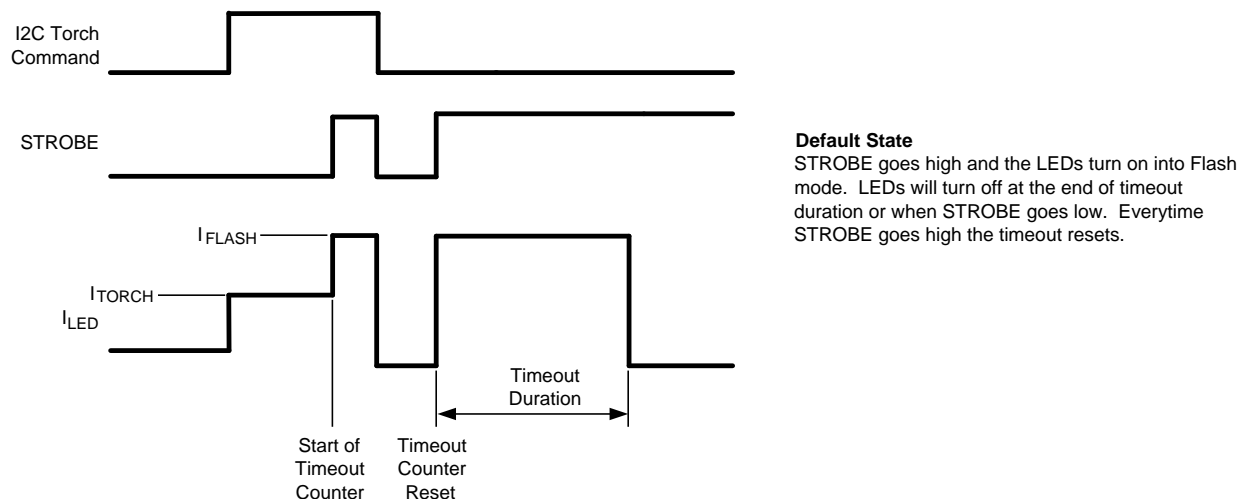 I2C Torch
Command
STROBE
Default State
STROBE goes high and the LEDs turn on into Flash
mode. LEDs will turn off at the end of timeout
duration or when STROBE goes low. Everytime
STROBE goes high the timeout resets.
IFLASH
ITORCH
ILED
Timeout
Duration
Start of
Timeout
Counter
Timeout
Counter
Reset